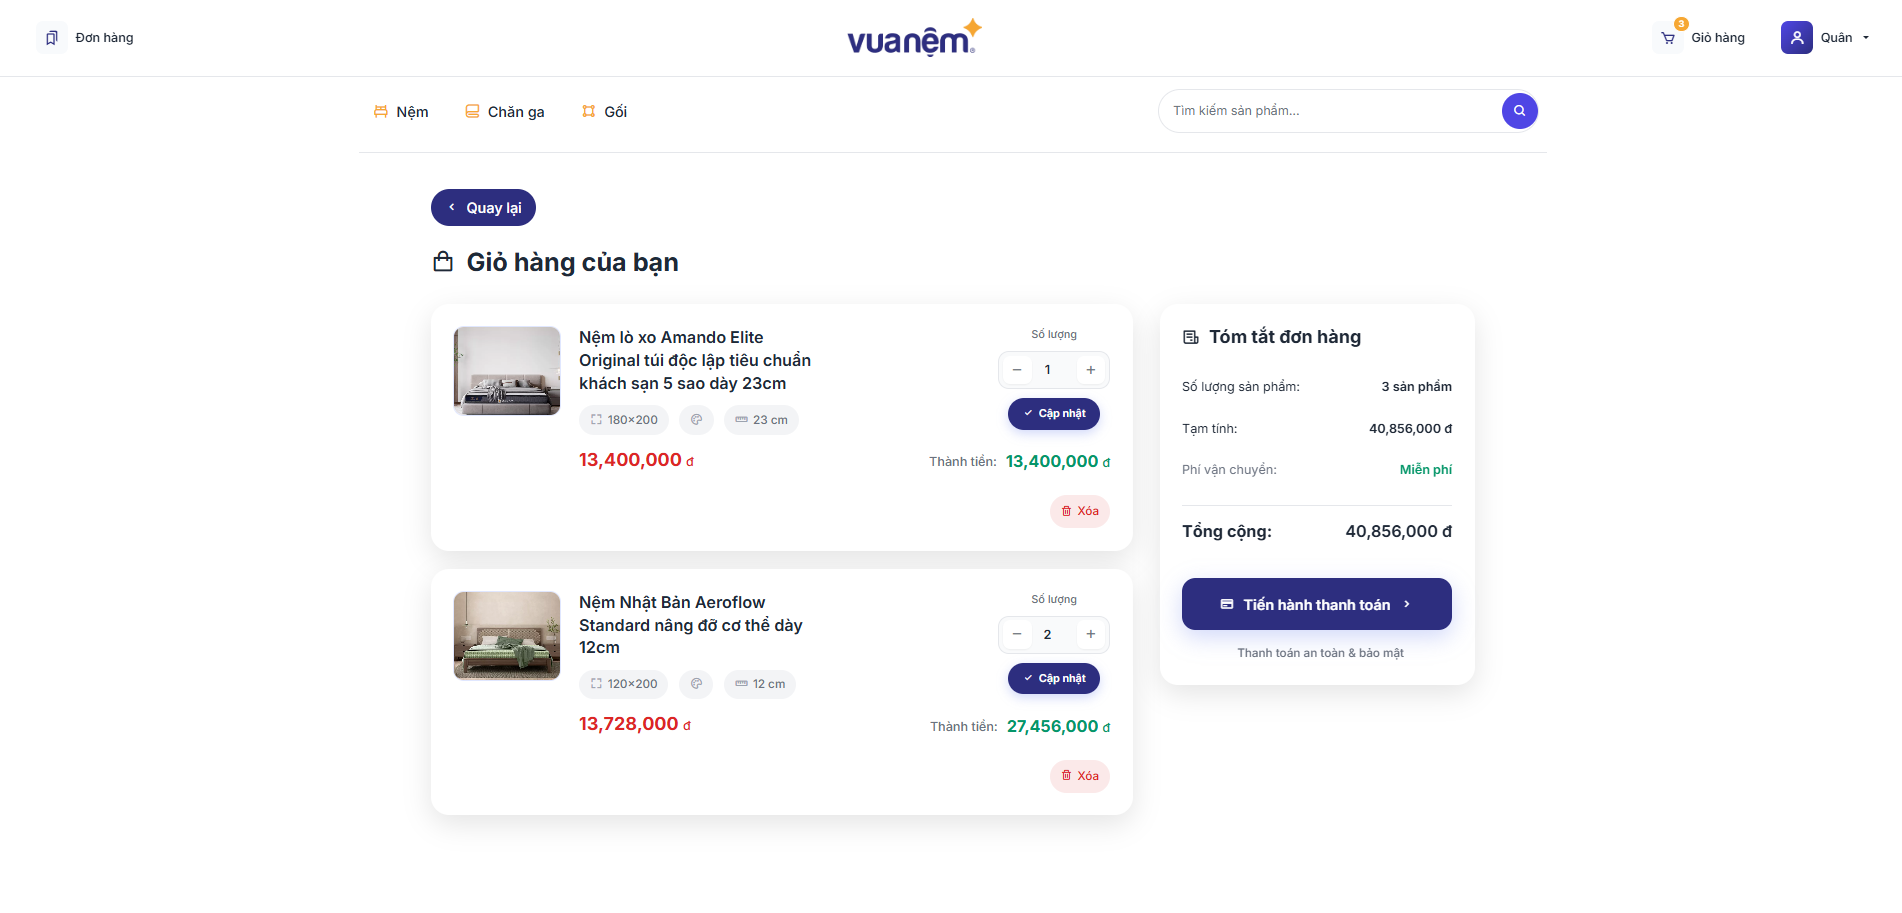 Đơn hàng
vuanệm®
3
Giỏ hàng
Quân
Nệm
Chăn ga
Gối
Tìm kiếm sản phẩm...
Quay lại
Giỏ hàng của bạn
Nệm lò xo Amando Elite
Original túi độc lập tiêu chuẩn
khách sạn 5 sao dày 23cm
180×200
23 cm
13,400,000 đ
Số lượng
− 1 +
Cập nhật
Thành tiền: 13,400,000 đ
Xóa
Nệm Nhật Bản Aeroflow
Standard nâng đỡ cơ thể dày
12cm
120×200
12 cm
13,728,000 đ
Số lượng
− 2 +
Cập nhật
Thành tiền: 27,456,000 đ
Xóa
Tóm tắt đơn hàng
Số lượng sản phẩm: 3 sản phẩm
Tạm tính: 40,856,000 đ
Phí vận chuyển: Miễn phí
Tổng cộng: 40,856,000 đ
Tiến hành thanh toán
Thanh toán an toàn & bảo mật